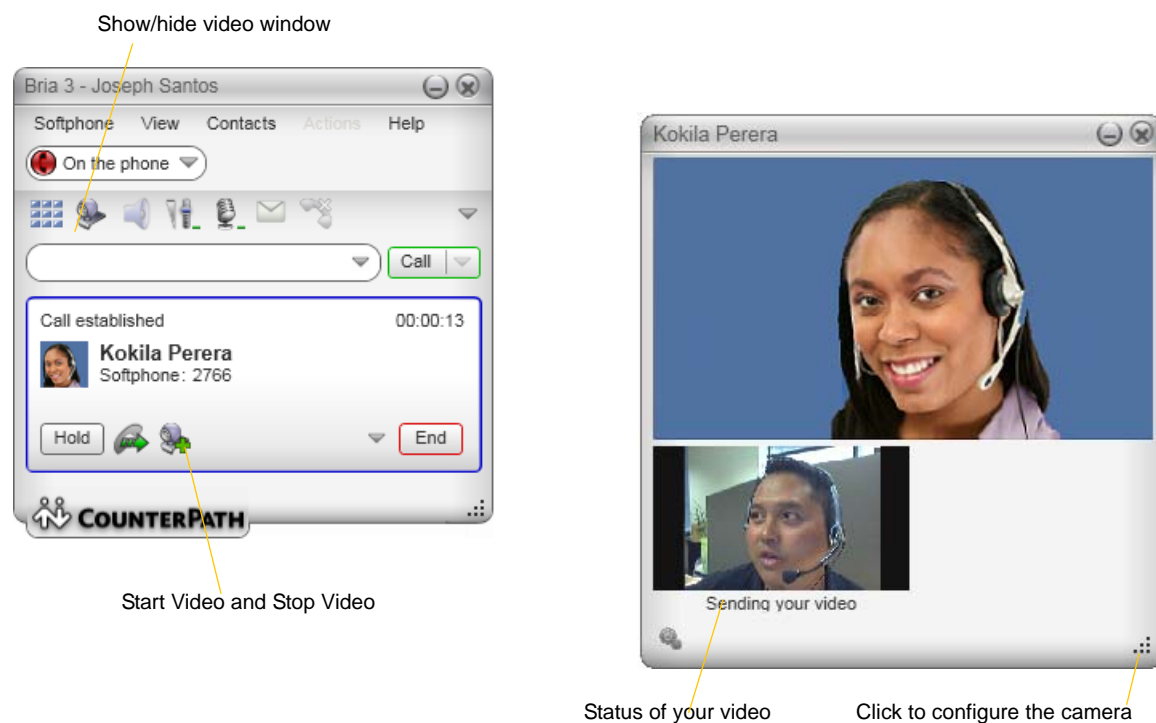 Show/hide video window
Bria 3 - Joseph Santos
Softphone View Contacts Actions Help
On the phone
Call
Call established 00:00:13
Kokila Perera
Softphone: 2766
Hold End
COUNTERPATH
Start Video and Stop Video
Kokila Perera
Sending your video
Status of your video
Click to configure the camera